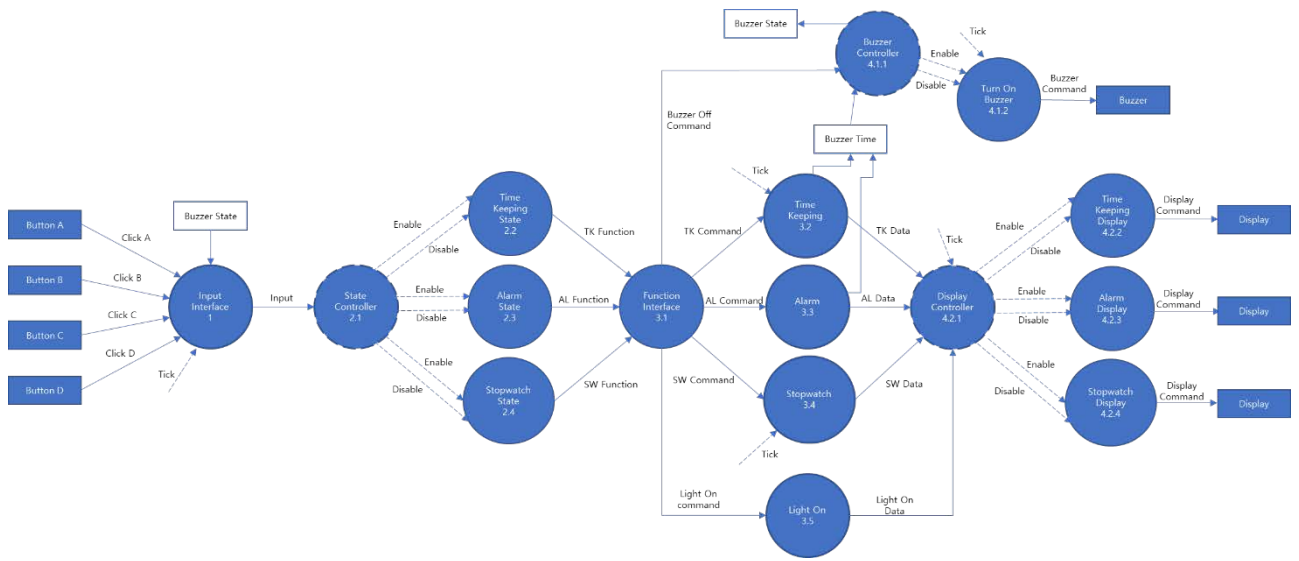 Buzzer State
Buzzer
Controller
4.1.1
Tick
Enable
Disable
Turn On
Buzzer
4.1.2
Buzzer
Command
Buzzer
Buzzer Off
Command
Buzzer Time
Button A
Button B
Button C
Button D
Click A
Click B
Click C
Click D
Tick
Buzzer State
Input
Interface
1
Input
State
Controller
2.1
Enable
Disable
Enable
Disable
Enable
Disable
Time
Keeping
State
2.2
Alarm
State
2.3
Stopwatch
State
2.4
TK Function
AL Function
SW Function
Function
Interface
3.1
TK Command
AL Command
SW Command
Light On
command
Tick
Time
Keeping
3.2
Alarm
3.3
Stopwatch
3.4
Tick
Light On
3.5
TK Data
AL Data
SW Data
Light On
Data
Tick
Display
Controller
4.2.1
Enable
Disable
Enable
Disable
Enable
Disable
Time
Keeping
Display
4.2.2
Alarm
Display
4.2.3
Stopwatch
Display
4.2.4
Display
Command
Display
Display
Command
Display
Display
Command
Display